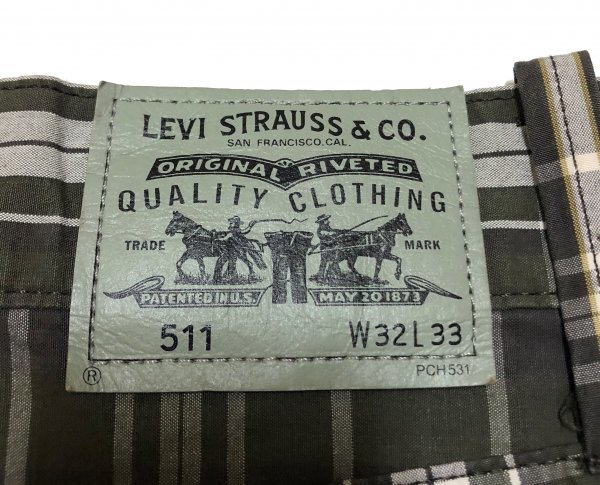 LEVI STRAUSS & CO.
SAN FRANCISCO, CAL.
ORIGINAL RIVETED
QUALITY CLOTHING
TRADE MARK
PATENTED IN U.S. MAY 20 1873
511 W32 L33
® PCH531